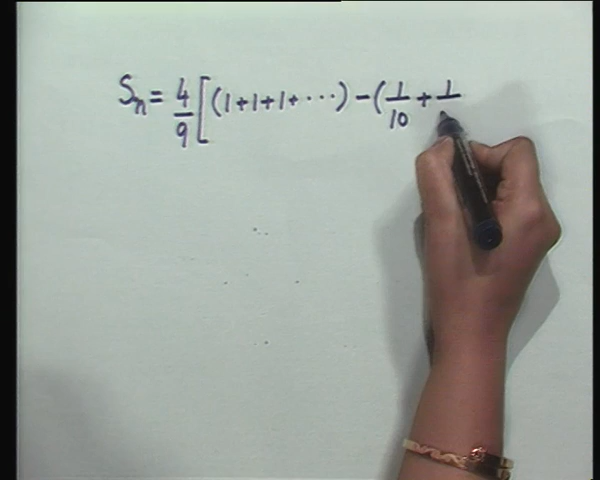 Sₙ = 4/9 [(1+1+1+ ···) - (1/10 + 1/